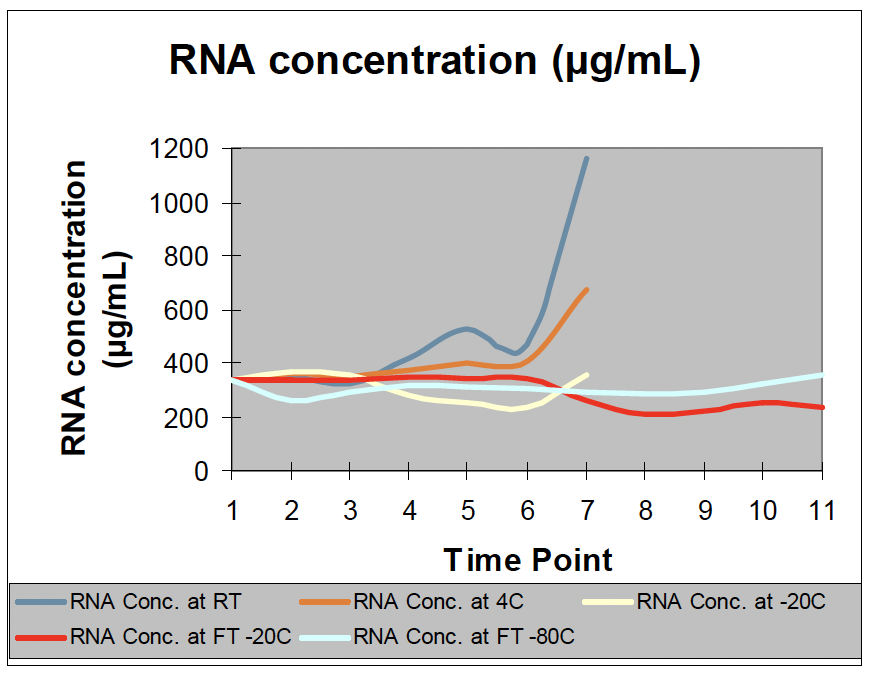 RNA concentration (µg/mL)
RNA concentration
(µg/mL)
1200
1000
800
600
400
200
0
1 2 3 4 5 6 7 8 9 10 11
Time Point
RNA Conc. at RT RNA Conc. at 4C RNA Conc. at -20C
RNA Conc. at FT -20C RNA Conc. at FT -80C